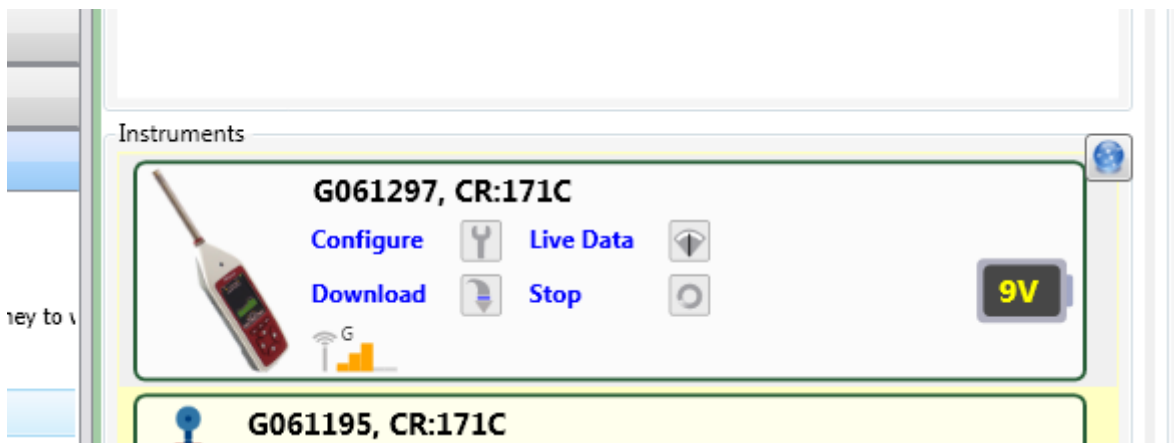 Instruments
G061297, CR:171C
Configure Live Data
Download Stop
9V
G
G061195, CR:171C